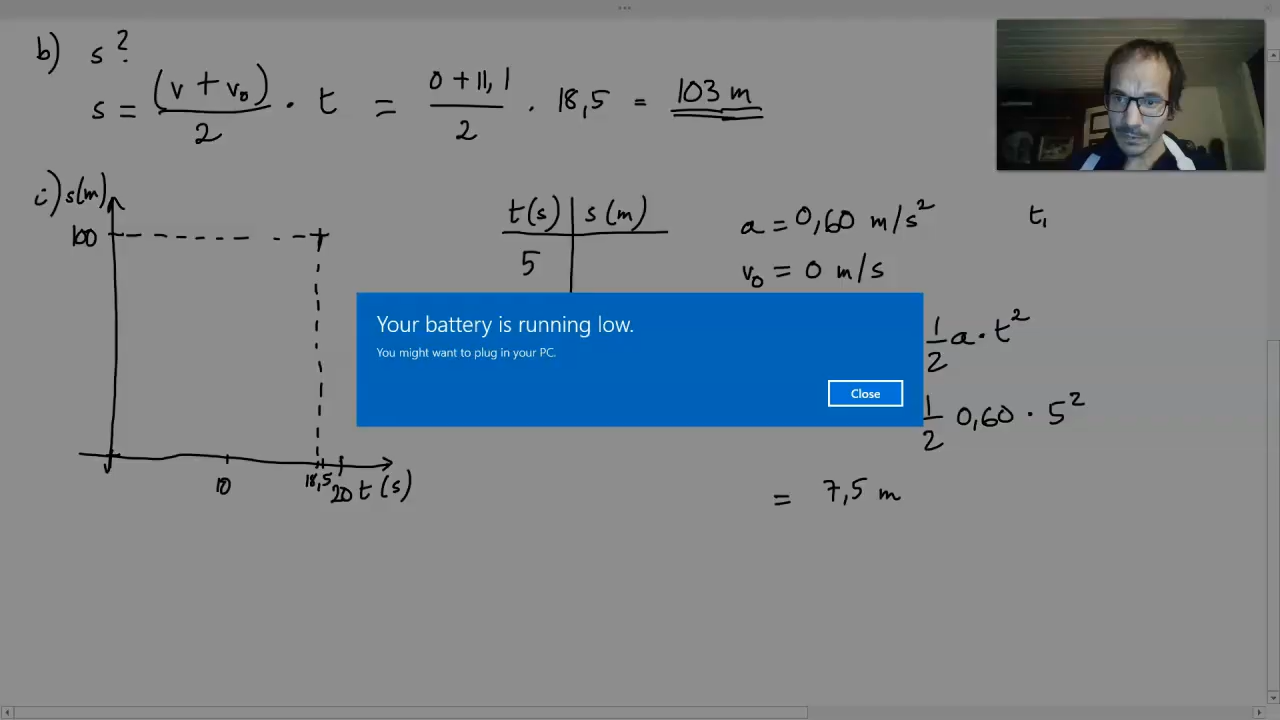 b) s ?
s = (v + v₀)/2 · t = (0 + 11,1)/2 · 18,5 = 103 m
c) s(m)
100
10
18,5
20
t (s)
t(s) | s (m)
5
a = 0,60 m/s²
v₀ = 0 m/s
1/2 a · t²
1/2 0,60 · 5²
= 7,5 m
t₁
Your battery is running low.
You might want to plug in your PC.
Close